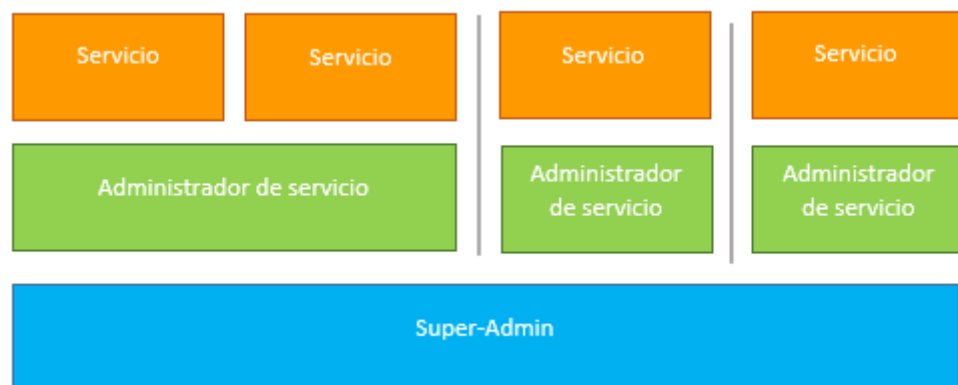 Servicio
Servicio
Servicio
Servicio
Administrador de servicio
Administrador
de servicio
Administrador
de servicio
Super-Admin